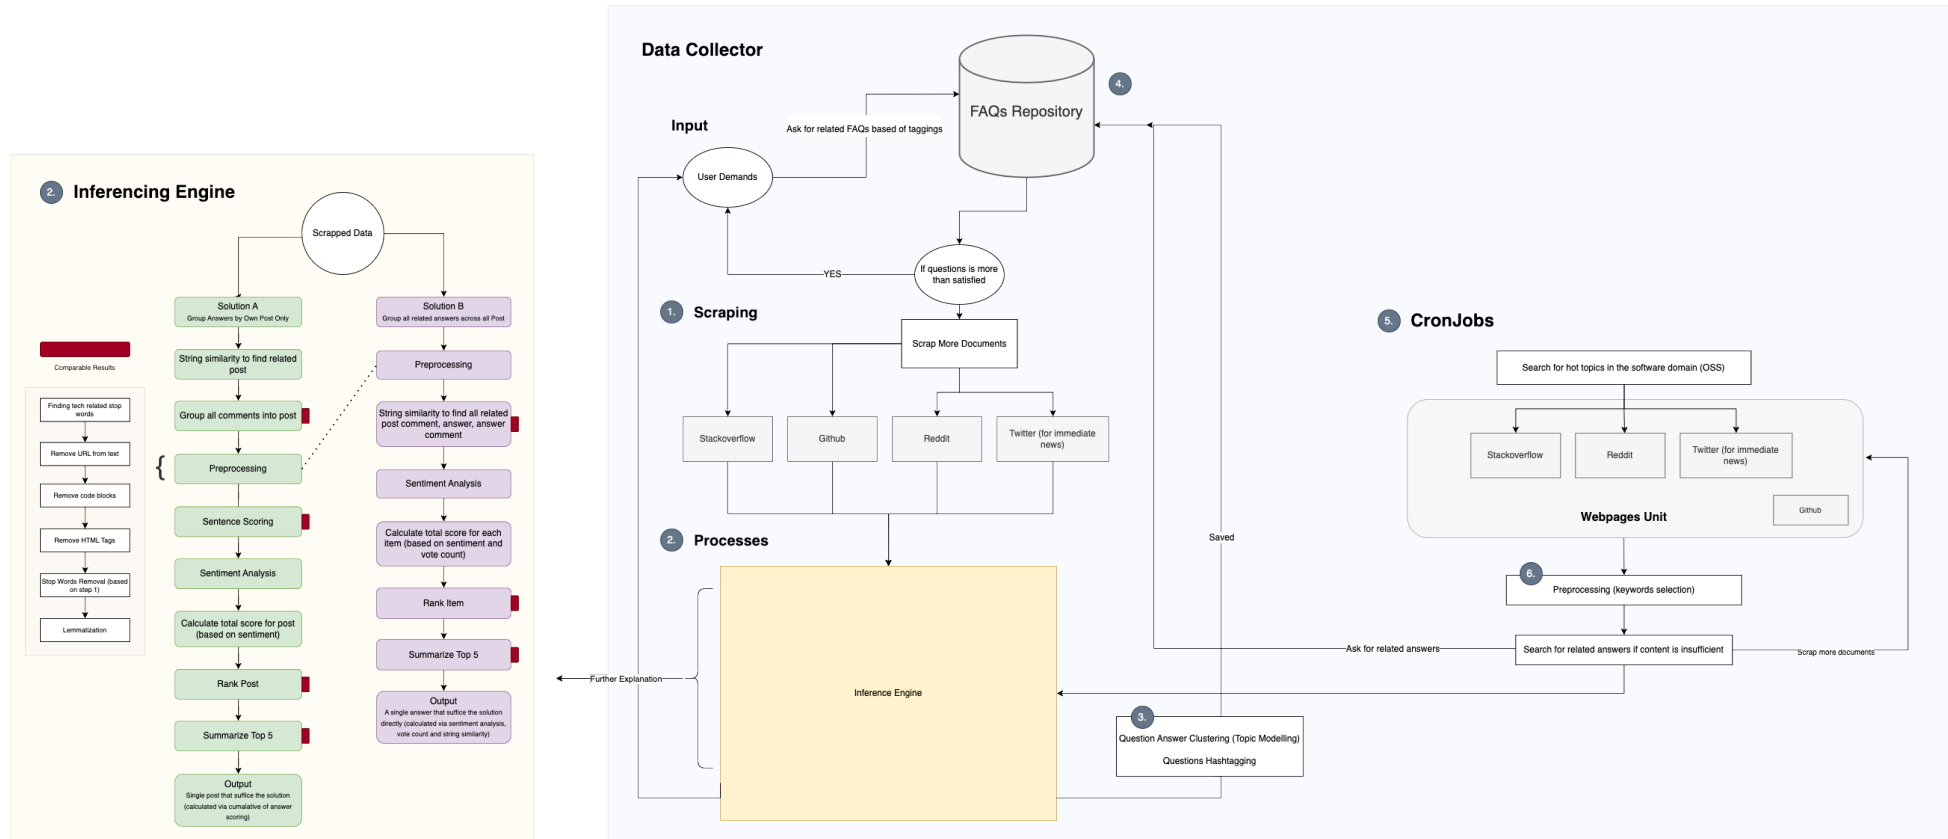 2.
Inferencing Engine
Scrapped Data
Solution A
Group Answers by Own Post Only
String similarity to find related
post
Group all comments into post
Preprocessing
Sentence Scoring
Sentiment Analysis
Calculate total score for post
(based on sentiment)
Rank Post
Summarize Top 5
Output
Single post that suffice the solution
(calculated via cumalative of answer
scoring)
Solution B
Group all related answers across all Post
Preprocessing
String similarity to find all related
post comment, answer, answer
comment
Sentiment Analysis
Calculate total score for each
item (based on sentiment and
vote count)
Rank Item
Summarize Top 5
Output
A single answer that suffice the solution
directly (calculated via sentiment analysis,
vote count and string similarity)
Comparable Results
Finding tech related stop
words
Remove URL from text
Remove code blocks
Remove HTML Tags
Stop Words Removal (based
on step 1)
Lemmatization
{
Data Collector
FAQs Repository
4.
Input
Ask for related FAQs based of taggings
User Demands
If questions is more
than satisfied
YES
1.
Scraping
Scrap More Documents
Stackoverflow
Github
Reddit
Twitter (for immediate
news)
2.
Processes
Saved
Further Explanation
Inference Engine
3.
Question Answer Clustering (Topic Modelling)
Questions Hashtagging
5.
CronJobs
Search for hot topics in the software domain (OSS)
Stackoverflow
Reddit
Twitter (for immediate
news)
Webpages Unit
Github
6.
Preprocessing (keywords selection)
Search for related answers if content is insufficient
Ask for related answers
Scrap more documents